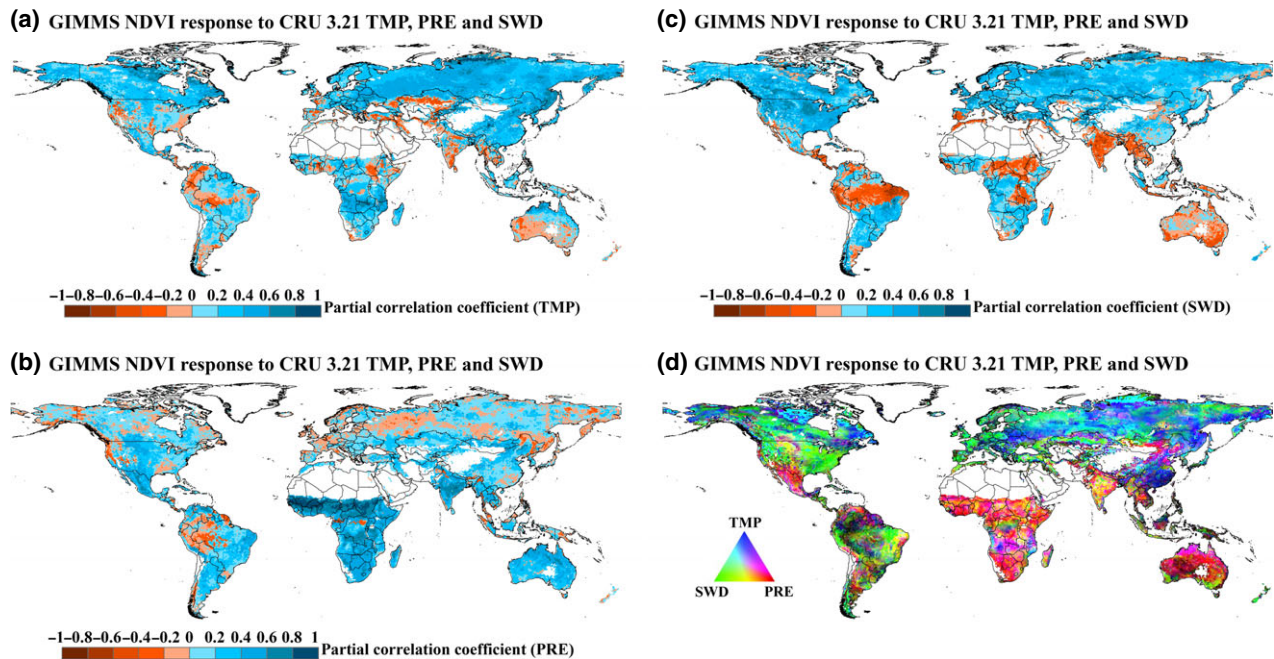 (a) GIMMS NDVI response to CRU 3.21 TMP, PRE and SWD
−1−0.8−0.6−0.4−0.2 0 0.2 0.4 0.6 0.8 1
Partial correlation coefficient (TMP)
(c) GIMMS NDVI response to CRU 3.21 TMP, PRE and SWD
−1−0.8−0.6−0.4−0.2 0 0.2 0.4 0.6 0.8 1
Partial correlation coefficient (SWD)
(b) GIMMS NDVI response to CRU 3.21 TMP, PRE and SWD
−1−0.8−0.6−0.4−0.2 0 0.2 0.4 0.6 0.8 1
Partial correlation coefficient (PRE)
(d) GIMMS NDVI response to CRU 3.21 TMP, PRE and SWD
TMP
SWD PRE